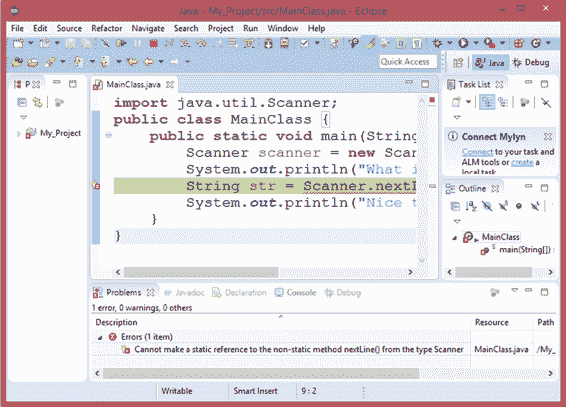 Java - My_Project/src/MainClass.java - Eclipse
File Edit Source Refactor Navigate Search Project Run Window Help
Quick Access
Java
Debug
P
MainClass.java
Task List
My_Project
import java.util.Scanner;
public class MainClass {
public static void main(String
Scanner scanner = new Scan
System.out.println("What i
String str = Scanner.nextL
System.out.println("Nice t
}
}
Connect Mylyn
Connect to your task and
ALM tools or create a
local task.
Outline
MainClass
main(String[]) :
Problems Javadoc Declaration Console Debug
1 error, 0 warnings, 0 others
Description Resource Path
Errors (1 item)
Cannot make a static reference to the non-static method nextLine() from the type Scanner MainClass.java /My_
Writable Smart Insert 9 : 2